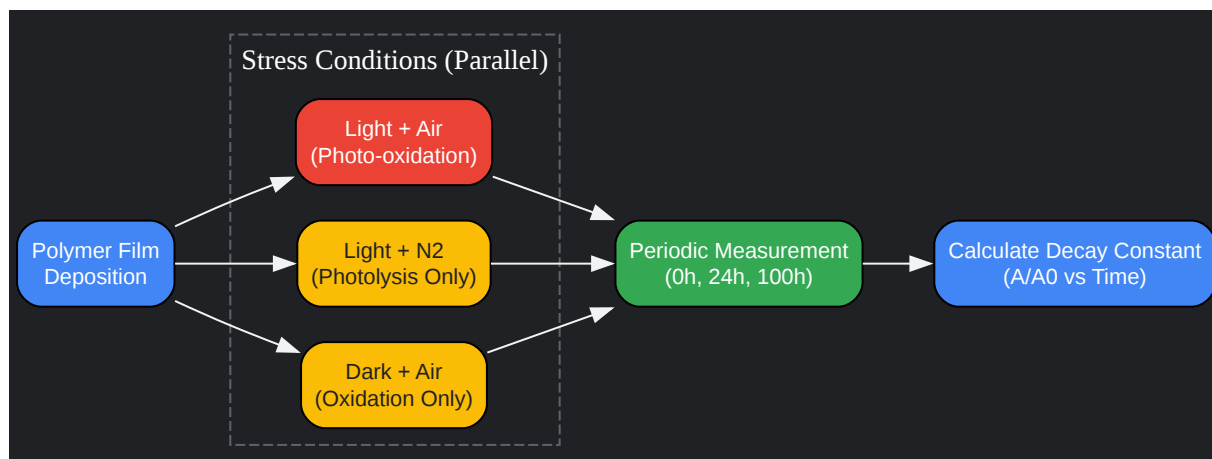 Stress Conditions (Parallel)
Light + Air
(Photo-oxidation)
Polymer Film
Deposition
Light + N2
(Photolysis Only)
Dark + Air
(Oxidation Only)
Periodic Measurement
(0h, 24h, 100h)
Calculate Decay Constant
(A/A0 vs Time)